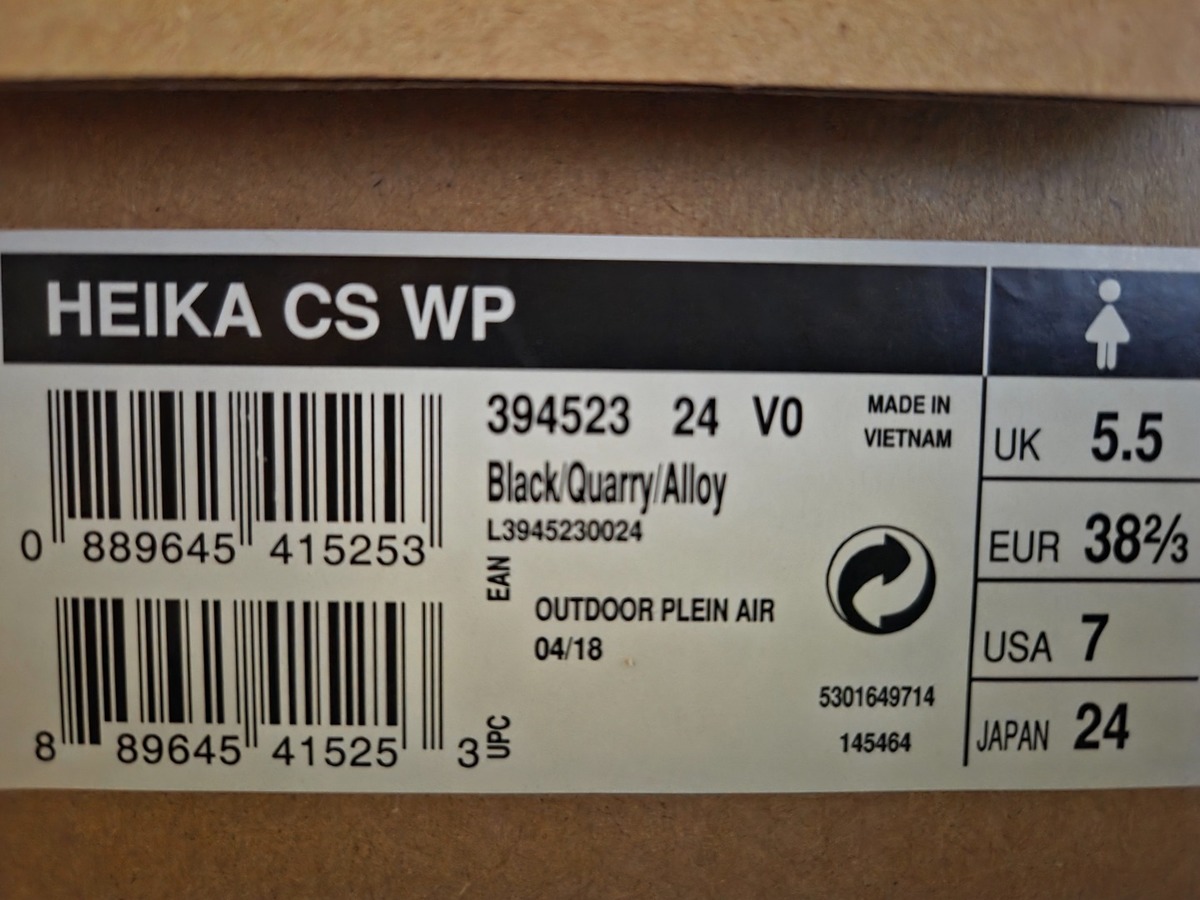 HEIKA CS WP
0 889645 415253
EAN
8 89645 41525 3
UPC
394523 24 V0
Black/Quarry/Alloy
L3945230024
OUTDOOR PLEIN AIR
04/18
MADE IN
VIETNAM
5301649714
145464
UK 5.5
EUR 38⅔
USA 7
JAPAN 24